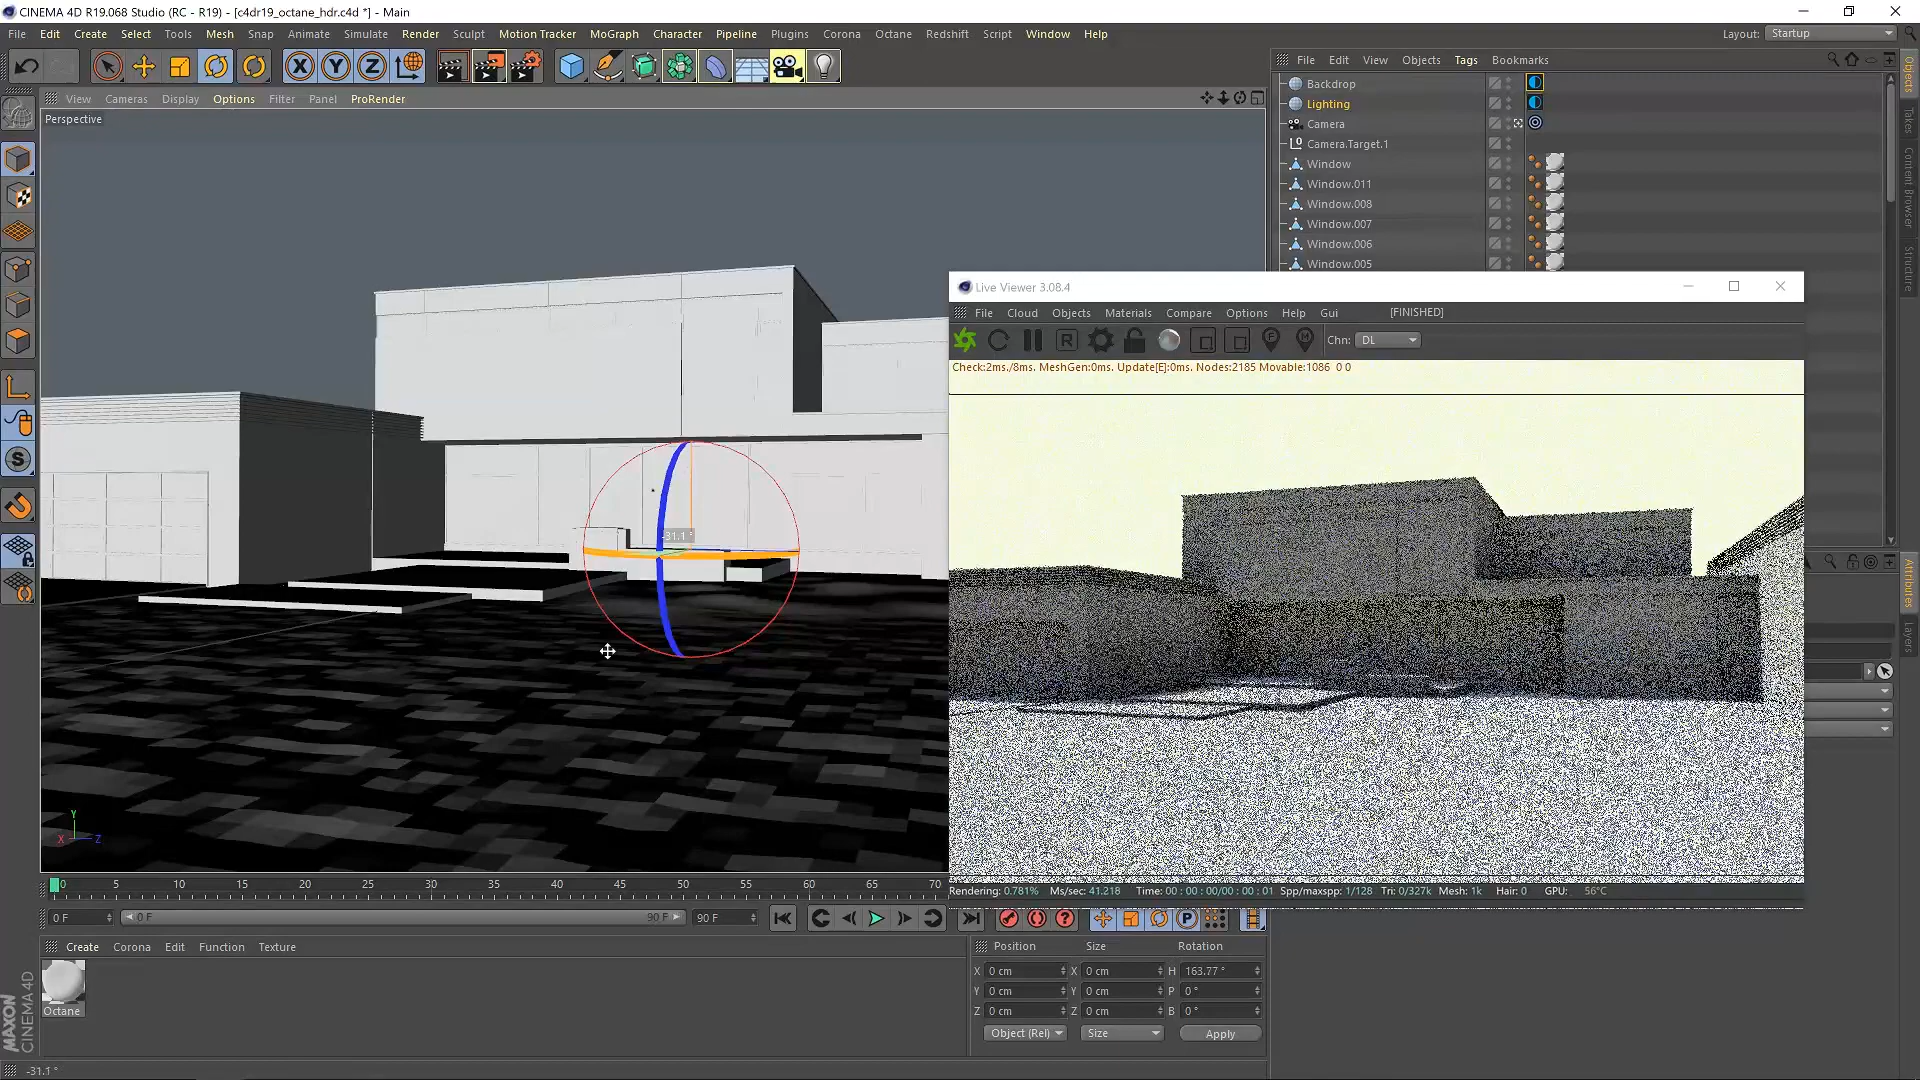 CINEMA 4D R19.068 Studio (RC - R19) - [c4dr19_octane_hdr.c4d *] - Main
File Edit Create Select Tools Mesh Snap Animate Simulate Render Sculpt Motion Tracker MoGraph Character Pipeline Plugins Corona Octane Redshift Script Window Help
Layout: Startup
X Y Z
View Cameras Display Options Filter Panel ProRender
Perspective
File Edit View Objects Tags Bookmarks
Backdrop
Lighting
Camera
Camera.Target.1
Window
Window.011
Window.008
Window.007
Window.006
Window.005
Objects
Takes
Content Browser
Structure
Attributes
Layers
Live Viewer 3.08.4
File Cloud Objects Materials Compare Options Help Gui [FINISHED]
R
Chn: DL
Check:2ms./8ms. MeshGen:0ms. Update[E]:0ms. Nodes:2185 Movable:1086 0 0
-31.1 °
S
Y
X Z
Rendering: 0.781% Ms/sec: 41.218 Time: 00 : 00 : 00/00 : 00 : 01 Spp/maxspp: 1/128 Tri: 0/327k Mesh: 1k Hair: 0 GPU: 56°C
0 5 10 15 20 25 30 35 40 45 50 55 60 65 70
0 F 0 F 90 F 90 F
P
Create Corona Edit Function Texture
Octane
Position Size Rotation
X 0 cm X 0 cm H 163.77 °
Y 0 cm Y 0 cm P 0 °
Z 0 cm Z 0 cm B 0 °
Object (Rel) Size Apply
MAXON
CINEMA 4D
-31.1 °